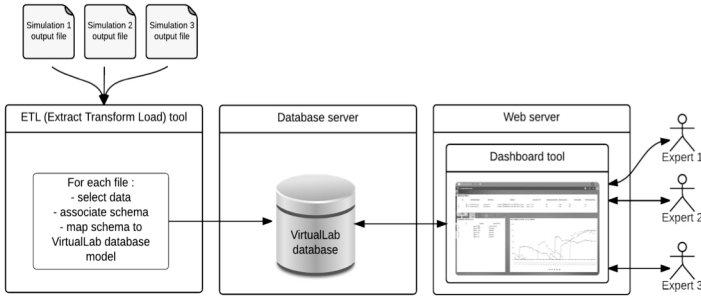 Simulation 1
output file
Simulation 2
output file
Simulation 3
output file
ETL (Extract Transform Load) tool
For each file :
- select data
- associate schema
- map schema to
VirtualLab database
model
Database server
VirtualLab
database
Web server
Dashboard tool
Expert 1
Expert 2
Expert 3